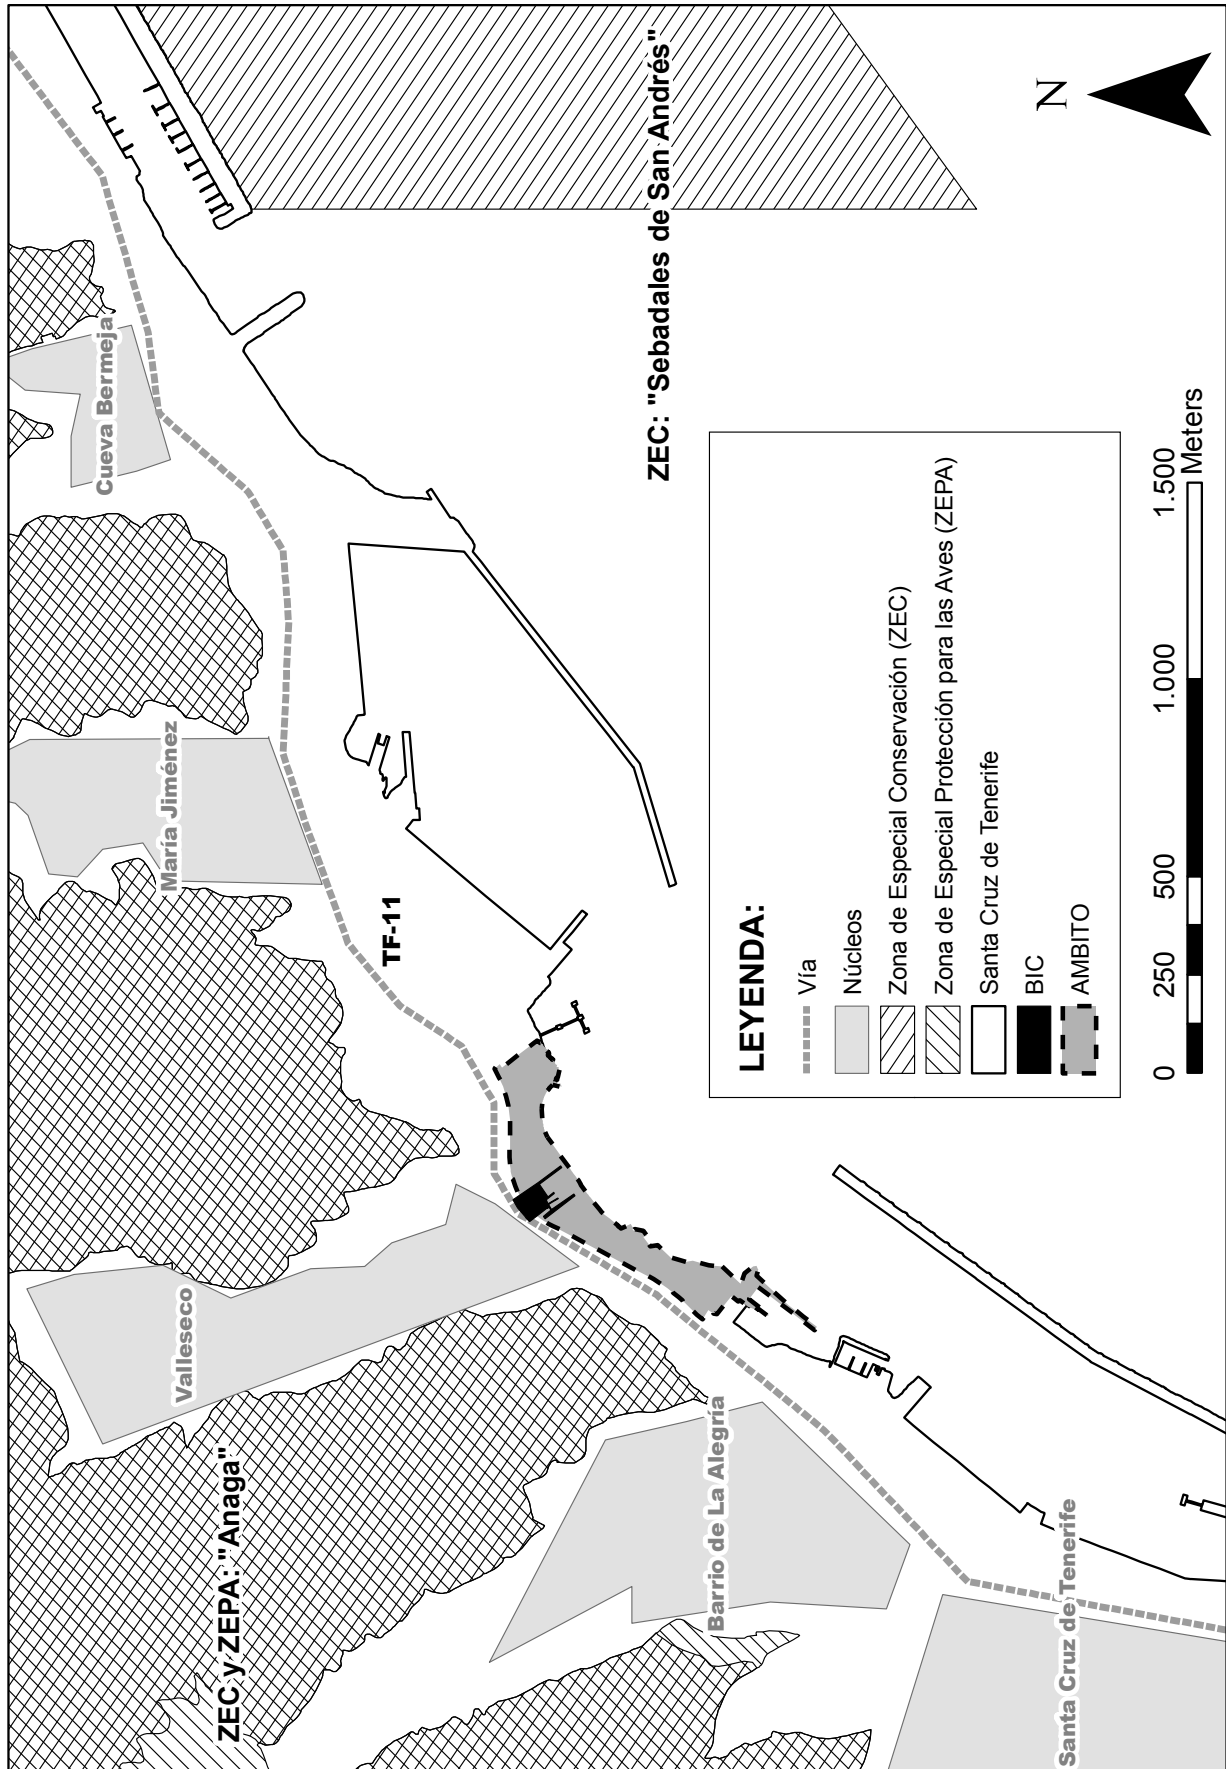 Cueva Bermeja
María Jiménez
Valleseco
ZEC y ZEPA: "Anaga"
TF-11
Barrio de La Alegría
Santa Cruz de Tenerife
ZEC: "Sebadales de San Andrés"
N
LEYENDA:
Vía
Núcleos
Zona de Especial Conservación (ZEC)
Zona de Especial Protección para las Aves (ZEPA)
Santa Cruz de Tenerife
BIC
AMBITO
0 250 500 1.000 1.500
Meters